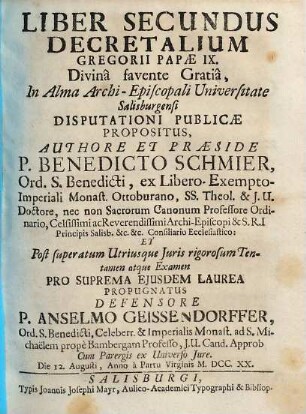 LIBER SECUNDUS
DECRETALIUM
GREGORII PAPÆ IX.
Divinâ favente Gratiâ,
In Alma Archi-Episcopali Universitate
Salisburgensi
DISPUTATIONI PUBLICÆ
PROPOSITUS,
AUTHORE ET PRÆSIDE
P. BENEDICTO SCHMIER,
Ord. S. Benedicti, ex Libero-Exempto-
Imperiali Monast. Ottoburano, SS. Theol. & J. U.
Doctore, nec non Sacrorum Canonum Professore Ordi-
nario, Celsissimi ac Reverendissimi Archi-Episcopi & S. R. I
Principis Salisb. &c. &c. Consiliario Ecclesiastico:
ET
Post superatum Utriusque Juris rigorosum Ten-
tamen atque Examen
PRO SUPREMA EJUSDEM LAUREA
PROPUGNATUS
DEFENSORE
P. ANSELMO GEISSENDORFFER,
Ord. S. Benedicti, Celeberr. & Imperialis Monast. ad S. Mi-
chaëlem propè Bambergam Professo, J.U. Cand. Approb
Cum Parergis ex Universo Jure.
Die 12. Augusti, Anno à Partu Virginis M. DCC. XX.
SALISBURGI,
Typis Joannis Josephi Mayr, Aulico-Academici Typographi & Bibliop.